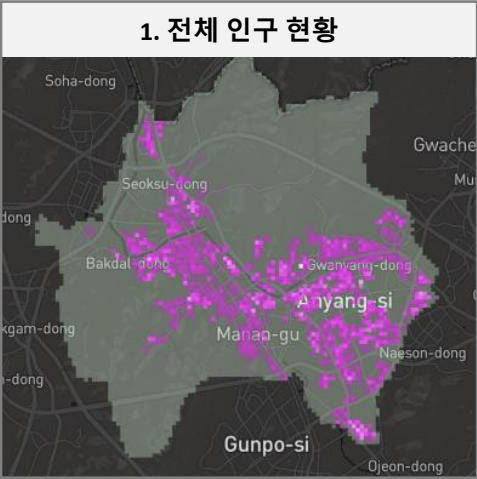 1. 전체 인구 현황
Soha-dong
Gwache
Mu
Seoksu-dong
dong
Bakdal-dong
Gwanyang-dong
Anyang-si
kgam-dong
Manan-gu
Naeson-dong
n-dong
Gunpo-si
Ojeon-dong